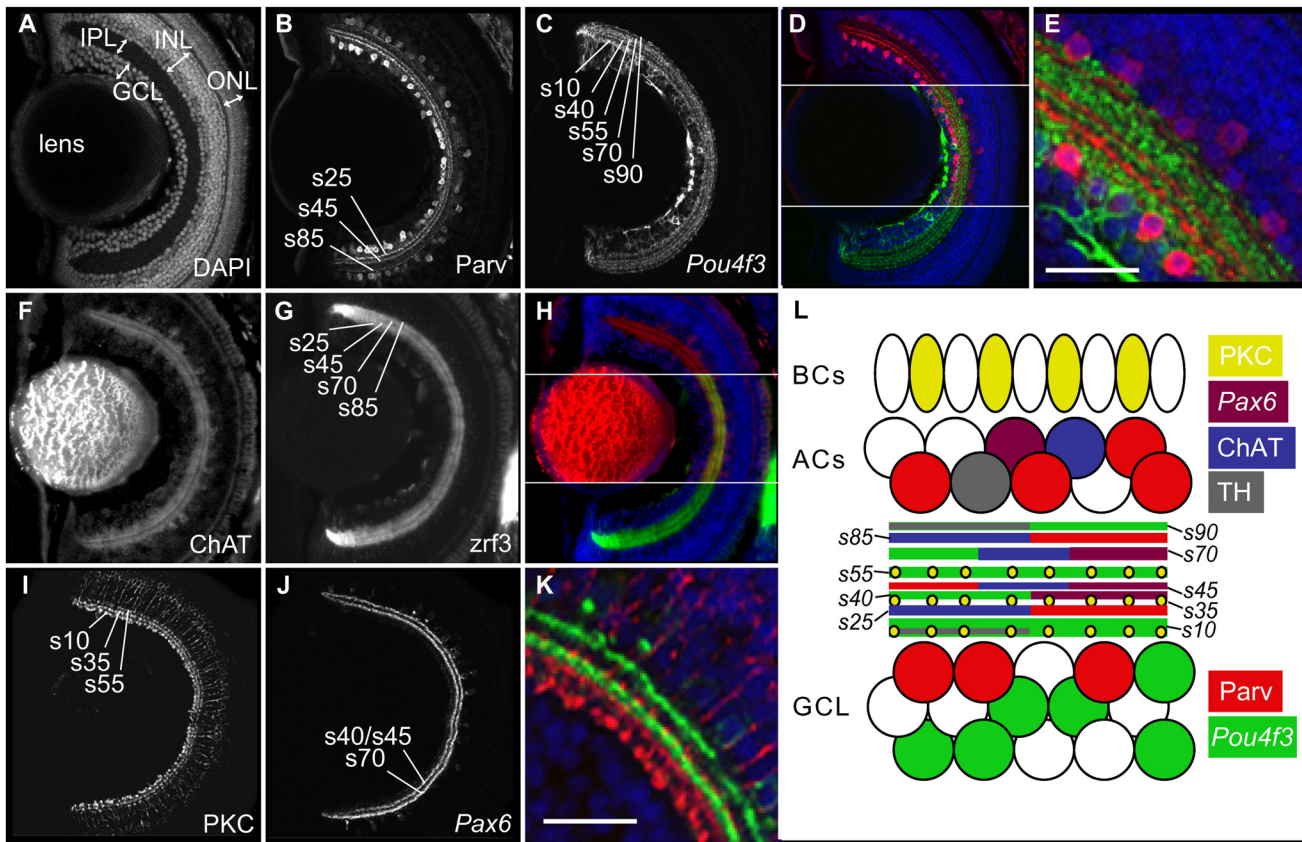 A
IPL
INL
ONL
GCL
lens
DAPI
B
s25
s45
s85
Parv
C
s10
s40
s55
s70
s90
Pou4f3
D
E
F
ChAT
G
s25
s45
s70
s85
zrf3
H
I
s10
s35
s55
PKC
J
s40/s45
s70
Pax6
K
L
BCs
PKC
Pax6
ACs
ChAT
TH
s85
s90
s70
s55
s45
s40
s35
s25
s10
GCL
Parv
Pou4f3